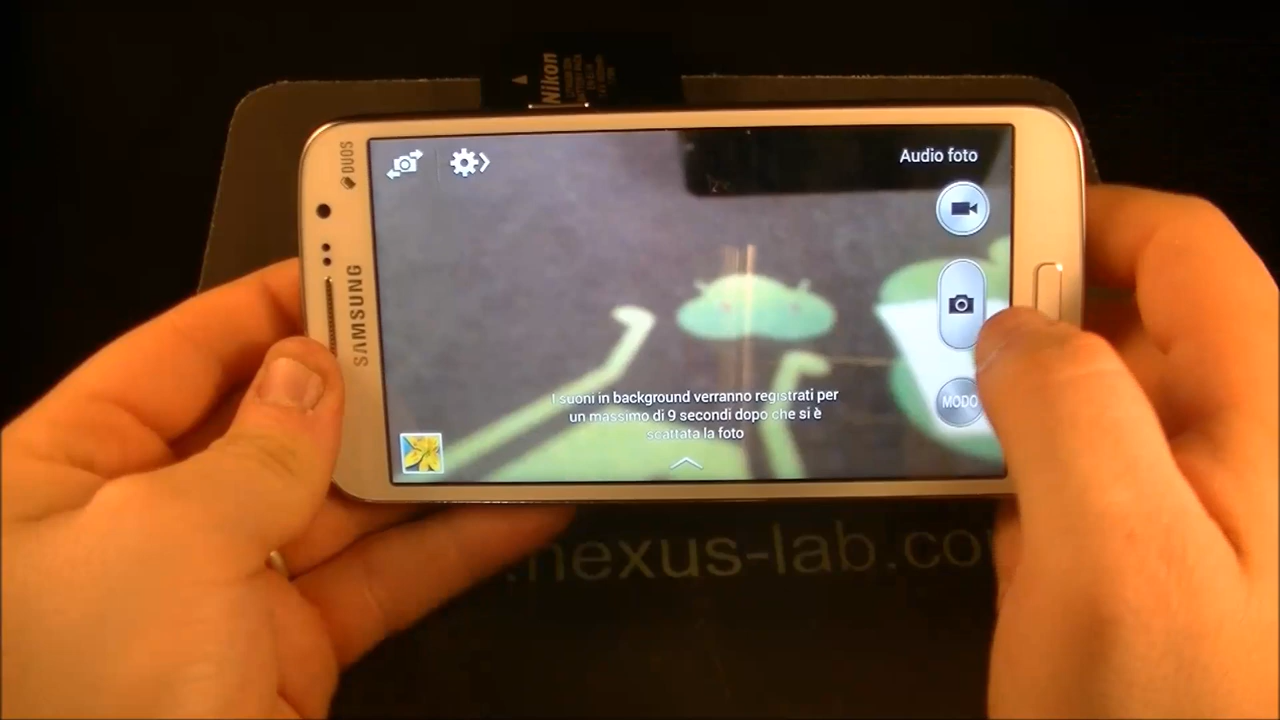 Nikon
DUOS
SAMSUNG
Audio foto
MODO
I suoni in background verranno registrati per
un massimo di 9 secondi dopo che si è
scattata la foto
.nexus-lab.co